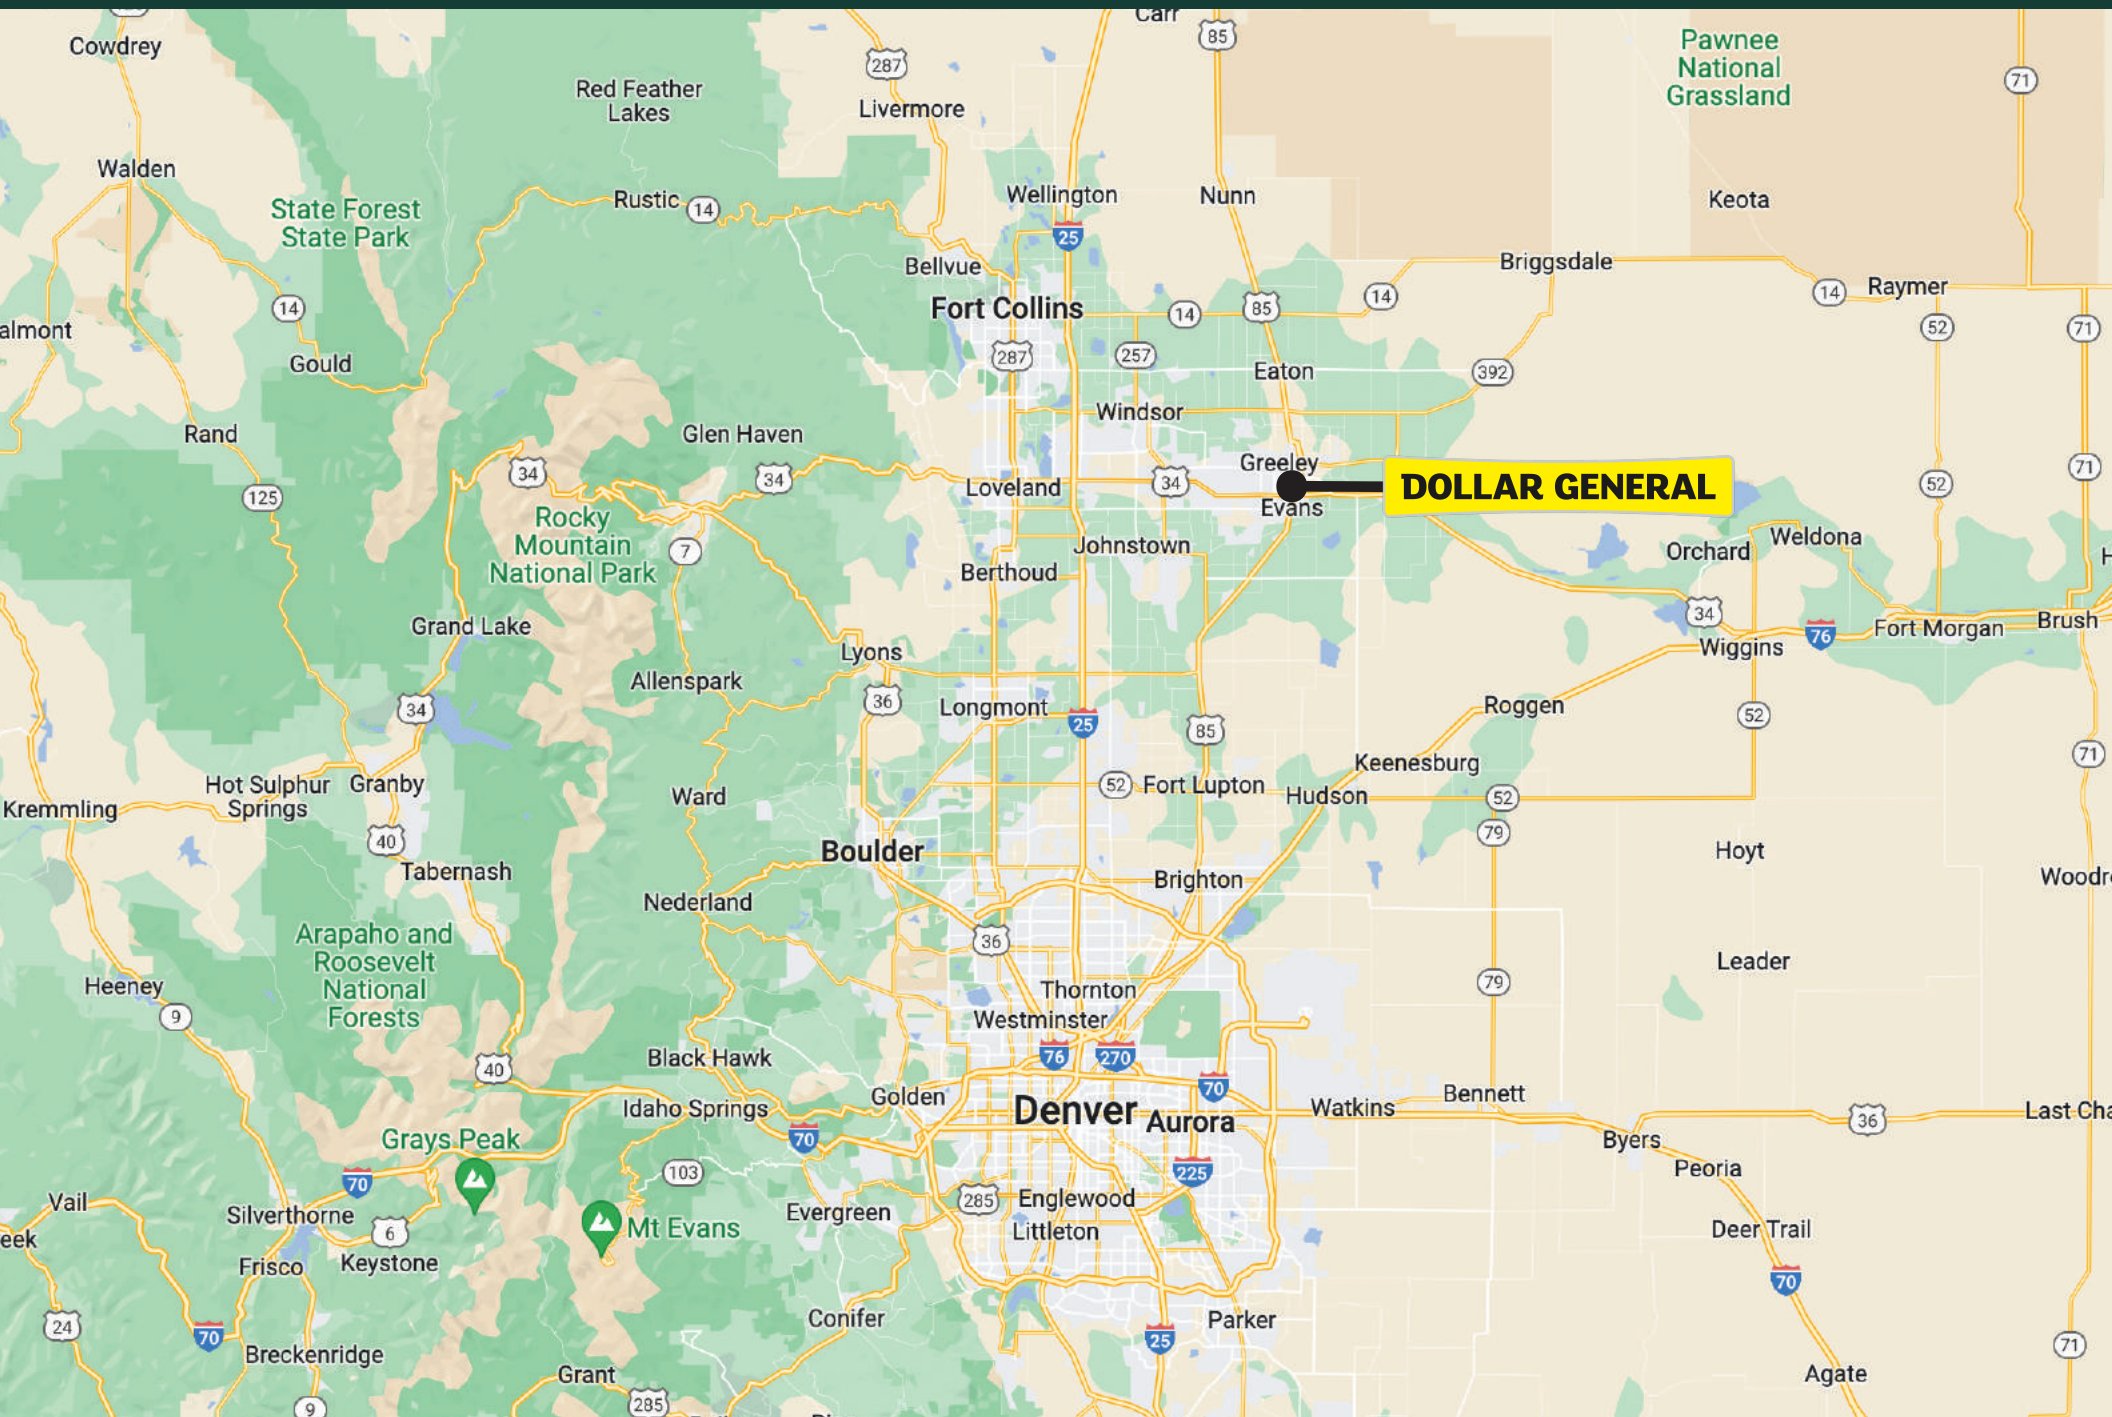 Carr
85
Cowdrey
287
Pawnee
National
Grassland
71
Red Feather
Lakes
Livermore
Walden
Wellington
Nunn
Keota
State Forest
State Park
Rustic
14
25
Bellvue
Briggsdale
14
Fort Collins
14
85
14
14
Raymer
almont
52
71
Gould
287
257
Eaton
392
Windsor
Rand
Glen Haven
Greeley
34
34
Loveland
34
DOLLAR GENERAL
71
125
52
Evans
Rocky
Mountain
National Park
7
Johnstown
Orchard
Weldona
H
Berthoud
Grand Lake
34
Lyons
76
Fort Morgan
Brush
Wiggins
Allenspark
36
Longmont
34
25
85
Roggen
52
Keenesburg
71
Hot Sulphur
Springs
Granby
Ward
52
Fort Lupton
Hudson
52
Kremmling
79
40
Boulder
Hoyt
Tabernash
Brighton
Woodr
Nederland
Arapaho and
Roosevelt
National
Forests
36
Leader
Heeney
Thornton
79
9
Westminster
Black Hawk
76
270
40
70
Golden
Bennett
Idaho Springs
Denver
Aurora
Watkins
36
Last Cha
70
Grays Peak
Byers
103
225
Peoria
70
Vail
Silverthorne
285
Englewood
Evergreen
6
Mt Evans
Littleton
Deer Trail
eek
Frisco
Keystone
70
24
70
Conifer
Parker
25
71
Breckenridge
Grant
Agate
9
285